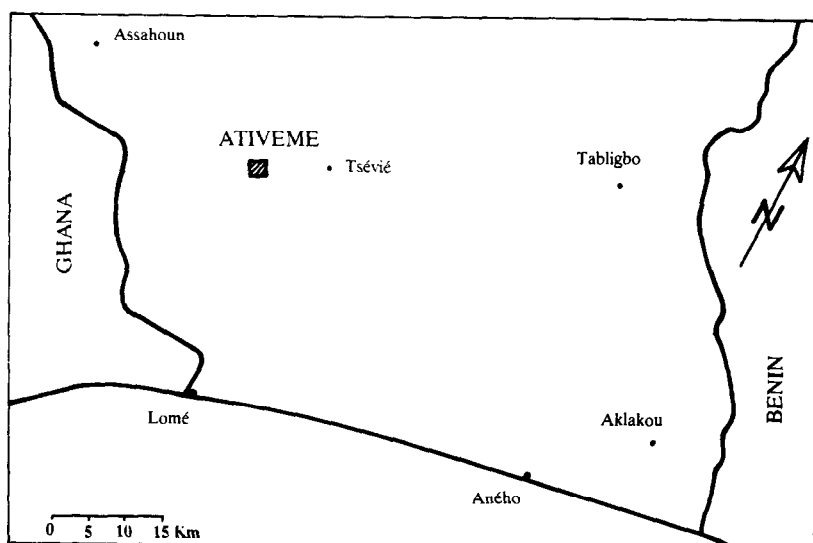 Assahoun
ATIVEME
Tsévié
Tabligbo
GHANA
N
BENIN
Lomé
Aklakou
Aného
0 5 10 15 Km